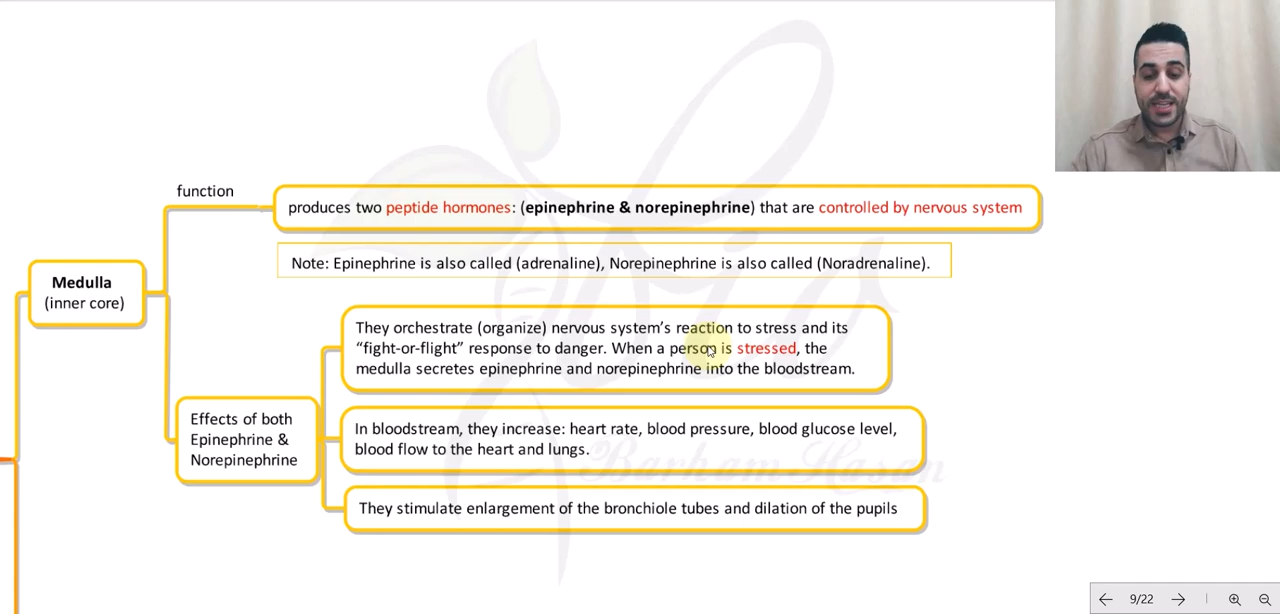 function
produces two peptide hormones: (epinephrine & norepinephrine) that are controlled by nervous system
Note: Epinephrine is also called (adrenaline), Norepinephrine is also called (Noradrenaline).
Medulla
(inner core)
They orchestrate (organize) nervous system’s reaction to stress and its
“fight-or-flight” response to danger. When a person is stressed, the
medulla secretes epinephrine and norepinephrine into the bloodstream.
Effects of both
Epinephrine &
Norepinephrine
In bloodstream, they increase: heart rate, blood pressure, blood glucose level,
blood flow to the heart and lungs.
Barham Hasan
They stimulate enlargement of the bronchiole tubes and dilation of the pupils
9/22